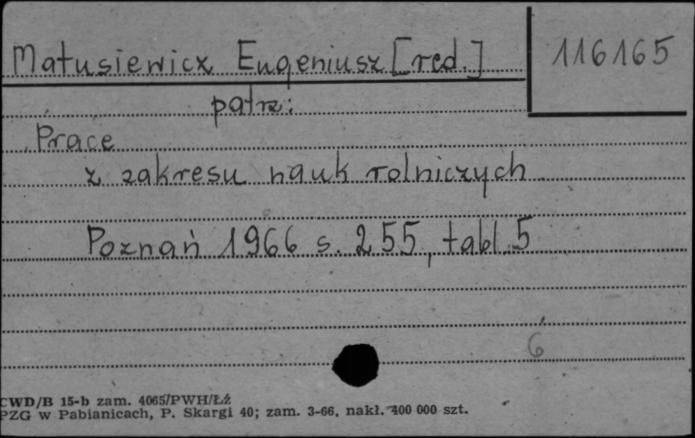 Matusiewicz Eugeniusz [red.]
116165
patrz:
Prace
z zakresu nauk rolniczych
Poznań 1966 s. 255, tabl. 5
6
CWD/B 15-b zam. 4065/PWH/Łź
PZG w Pabianicach, P. Skargi 40; zam. 3-66, nakł. 400 000 szt.